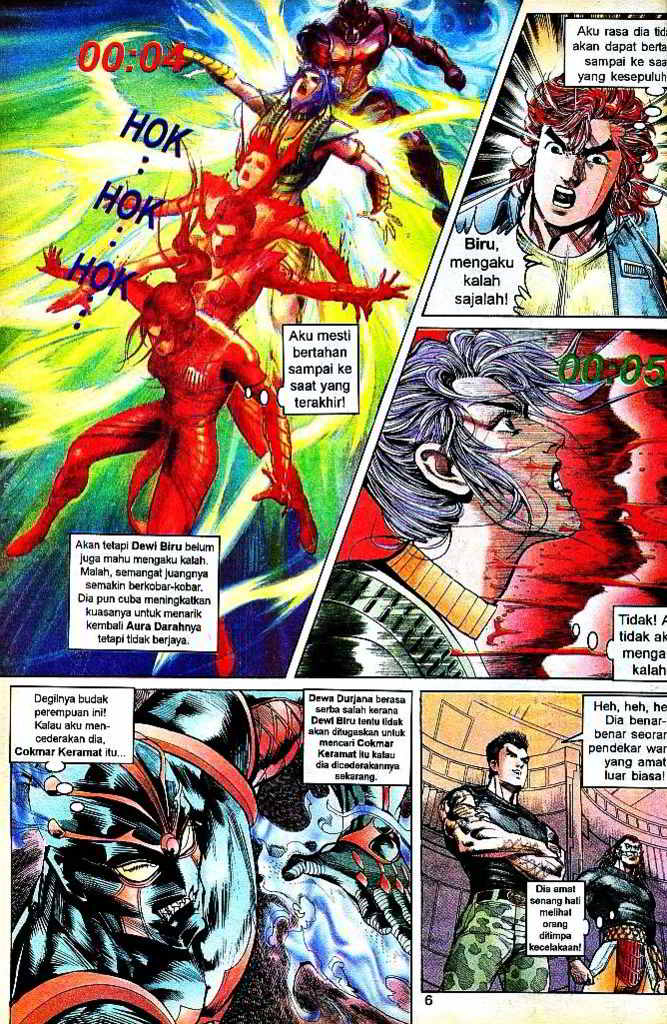 00:04
HOK
HOK
HOK
Aku mesti
bertahan
sampai ke
saat yang
terakhir!
Akan tetapi Dewi Biru belum
juga mahu mengaku kalah.
Malah, semangat juangnya
semakin berkobar-kobar.
Dia pun cuba meningkatkan
kuasanya untuk menarik
kembali Aura Darahnya
tetapi tidak berjaya.
Aku rasa dia
akan dapat
sampai ke
yang
Biru,
mengaku
kalah
sajalah!
00:05
Tidak!
tidak
kalah
Degilnya budak
perempuan ini!
Kalau aku men-
cederakan dia,
Cokmar Keramat itu...
Dewa Durjana berasa
serba salah kerana
Dewi Biru tentu tidak
akan ditugaskan untuk
mencari Cokmar
Keramat itu kalau
dia dicederakannya
sekarang.
Heh, heh,
Dia benar-
benar
pendekar
yang amat
luar biasa!
Dia amat
senang hati
melihat
orang
ditimpa
kecelakaan!
6